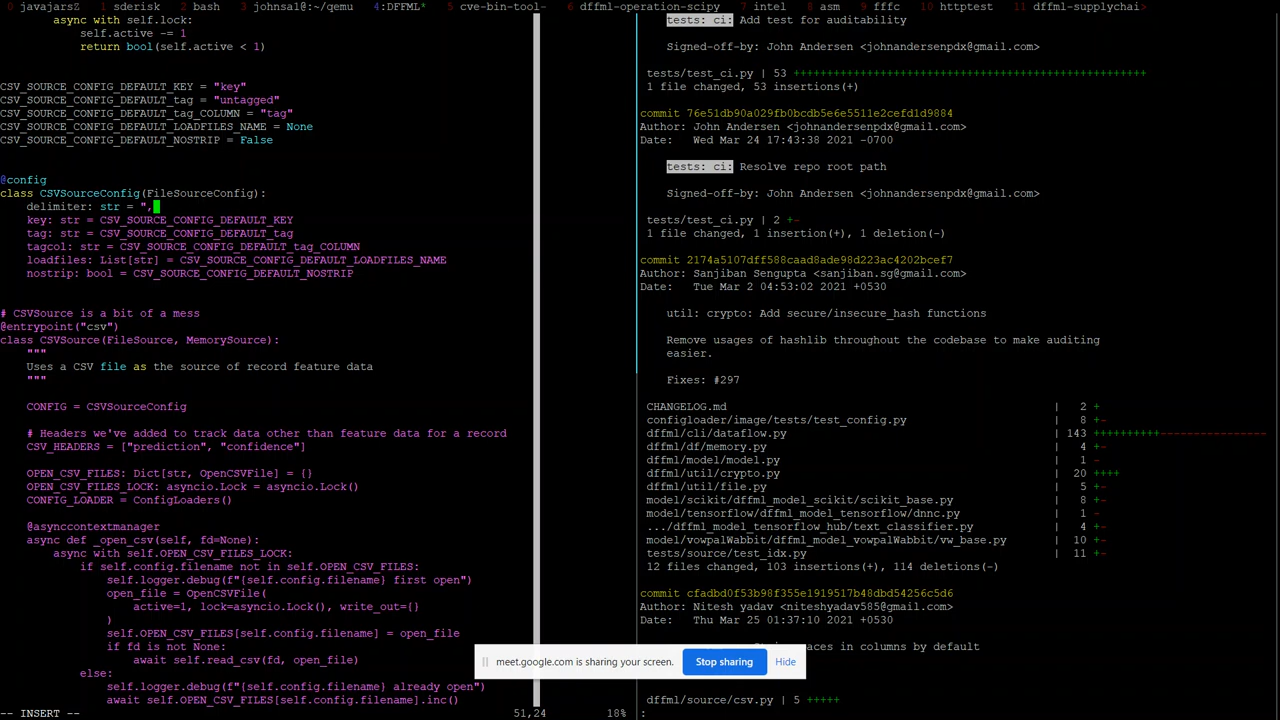 0 javajarsZ  1 sderisk  2 bash  3 johnsal@:~/qemu  4:DFFML*  5 cve-bin-tool-  6 dffml-operation-scipy  7 intel  8 asm  9 fffc  10 httptest  11 dffml-supplychai>
async with self.lock:
self.active -= 1
return bool(self.active < 1)
CSV_SOURCE_CONFIG_DEFAULT_KEY = "key"
CSV_SOURCE_CONFIG_DEFAULT_tag = "untagged"
CSV_SOURCE_CONFIG_DEFAULT_tag_COLUMN = "tag"
CSV_SOURCE_CONFIG_DEFAULT_LOADFILES_NAME = None
CSV_SOURCE_CONFIG_DEFAULT_NOSTRIP = False
@config
class CSVSourceConfig(FileSourceConfig):
delimiter: str = ",
key: str = CSV_SOURCE_CONFIG_DEFAULT_KEY
tag: str = CSV_SOURCE_CONFIG_DEFAULT_tag
tagcol: str = CSV_SOURCE_CONFIG_DEFAULT_tag_COLUMN
loadfiles: List[str] = CSV_SOURCE_CONFIG_DEFAULT_LOADFILES_NAME
nostrip: bool = CSV_SOURCE_CONFIG_DEFAULT_NOSTRIP
# CSVSource is a bit of a mess
@entrypoint("csv")
class CSVSource(FileSource, MemorySource):
"""
Uses a CSV file as the source of record feature data
"""
CONFIG = CSVSourceConfig
# Headers we've added to track data other than feature data for a record
CSV_HEADERS = ["prediction", "confidence"]
OPEN_CSV_FILES: Dict[str, OpenCSVFile] = {}
OPEN_CSV_FILES_LOCK: asyncio.Lock = asyncio.Lock()
CONFIG_LOADER = ConfigLoaders()
@asynccontextmanager
async def _open_csv(self, fd=None):
async with self.OPEN_CSV_FILES_LOCK:
if self.config.filename not in self.OPEN_CSV_FILES:
self.logger.debug(f"{self.config.filename} first open")
open_file = OpenCSVFile(
active=1, lock=asyncio.Lock(), write_out={}
)
self.OPEN_CSV_FILES[self.config.filename] = open_file
if fd is not None:
await self.read_csv(fd, open_file)
else:
self.logger.debug(f"{self.config.filename} already open")
await self.OPEN_CSV_FILES[self.config.filename].inc()
-- INSERT --  51,24  18%
tests: ci: Add test for auditability
Signed-off-by: John Andersen <johnandersenpdx@gmail.com>
tests/test_ci.py | 53 +++++++++++++++++++++++++++++++++++++++++++++++++++++
1 file changed, 53 insertions(+)
commit 76e51db90a029fb0bcdb5e6e5511e2cefd1d9884
Author: John Andersen <johnandersenpdx@gmail.com>
Date:   Wed Mar 24 17:43:38 2021 -0700
tests: ci: Resolve repo root path
Signed-off-by: John Andersen <johnandersenpdx@gmail.com>
tests/test_ci.py | 2 +-
1 file changed, 1 insertion(+), 1 deletion(-)
commit 2174a5107dff588caad8ade98d223ac4202bcef7
Author: Sanjiban Sengupta <sanjiban.sg@gmail.com>
Date:   Tue Mar 2 04:53:02 2021 +0530
util: crypto: Add secure/insecure_hash functions
Remove usages of hashlib throughout the codebase to make auditing
easier.
Fixes: #297
CHANGELOG.md | 2 +
configloader/image/tests/test_config.py | 8 +-
dffml/cli/dataflow.py | 143 ++++++++++----------------
dffml/df/memory.py | 4 +-
dffml/model/model.py | 1 -
dffml/util/crypto.py | 20 ++++
dffml/util/file.py | 5 +-
model/scikit/dffml_model_scikit/scikit_base.py | 8 +-
model/tensorflow/dffml_model_tensorflow/dnnc.py | 1 -
.../dffml_model_tensorflow_hub/text_classifier.py | 4 +-
model/vowpalWabbit/dffml_model_vowpalWabbit/vw_base.py | 10 +-
tests/source/test_idx.py | 11 +-
12 files changed, 103 insertions(+), 114 deletions(-)
commit cfadbd0f53b98f355e1919517b48dbd54256c5d6
Author: Nitesh yadav <niteshyadav585@gmail.com>
Date:   Thu Mar 25 01:37:10 2021 +0530
in columns by default
dffml/source/csv.py | 5 +++++
:
meet.google.com is sharing your screen.
Stop sharing
Hide